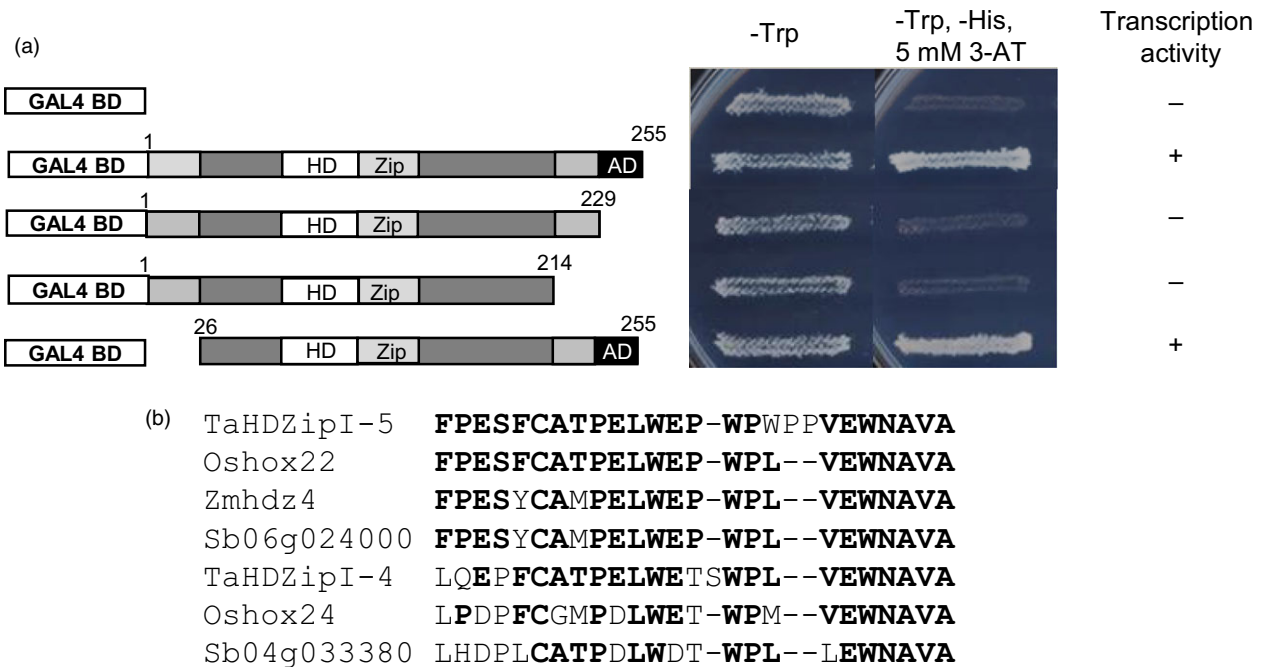 (a)
-Trp
-Trp, -His,
5 mM 3-AT
Transcription
activity
GAL4 BD
–
1
255
GAL4 BD
HD
Zip
AD
+
1
229
GAL4 BD
HD
Zip
–
1
214
GAL4 BD
HD
Zip
–
26
255
GAL4 BD
HD
Zip
AD
+
(b)
TaHDZipI-5 FPESFCATPELWEP-WPWPPVEWNAVA
Oshox22 FPESFCATPELWEP-WPL--VEWNAVA
Zmhdz4 FPESYCAMPELWEP-WPL--VEWNAVA
Sb06g024000 FPESYCAMPELWEP-WPL--VEWNAVA
TaHDZipI-4 LQEPFCATPELWETSWPL--VEWNAVA
Oshox24 LPDPFCGMPDLWET-WPM--VEWNAVA
Sb04g033380 LHDPLCATPDLWDT-WPL--LEWNAVA